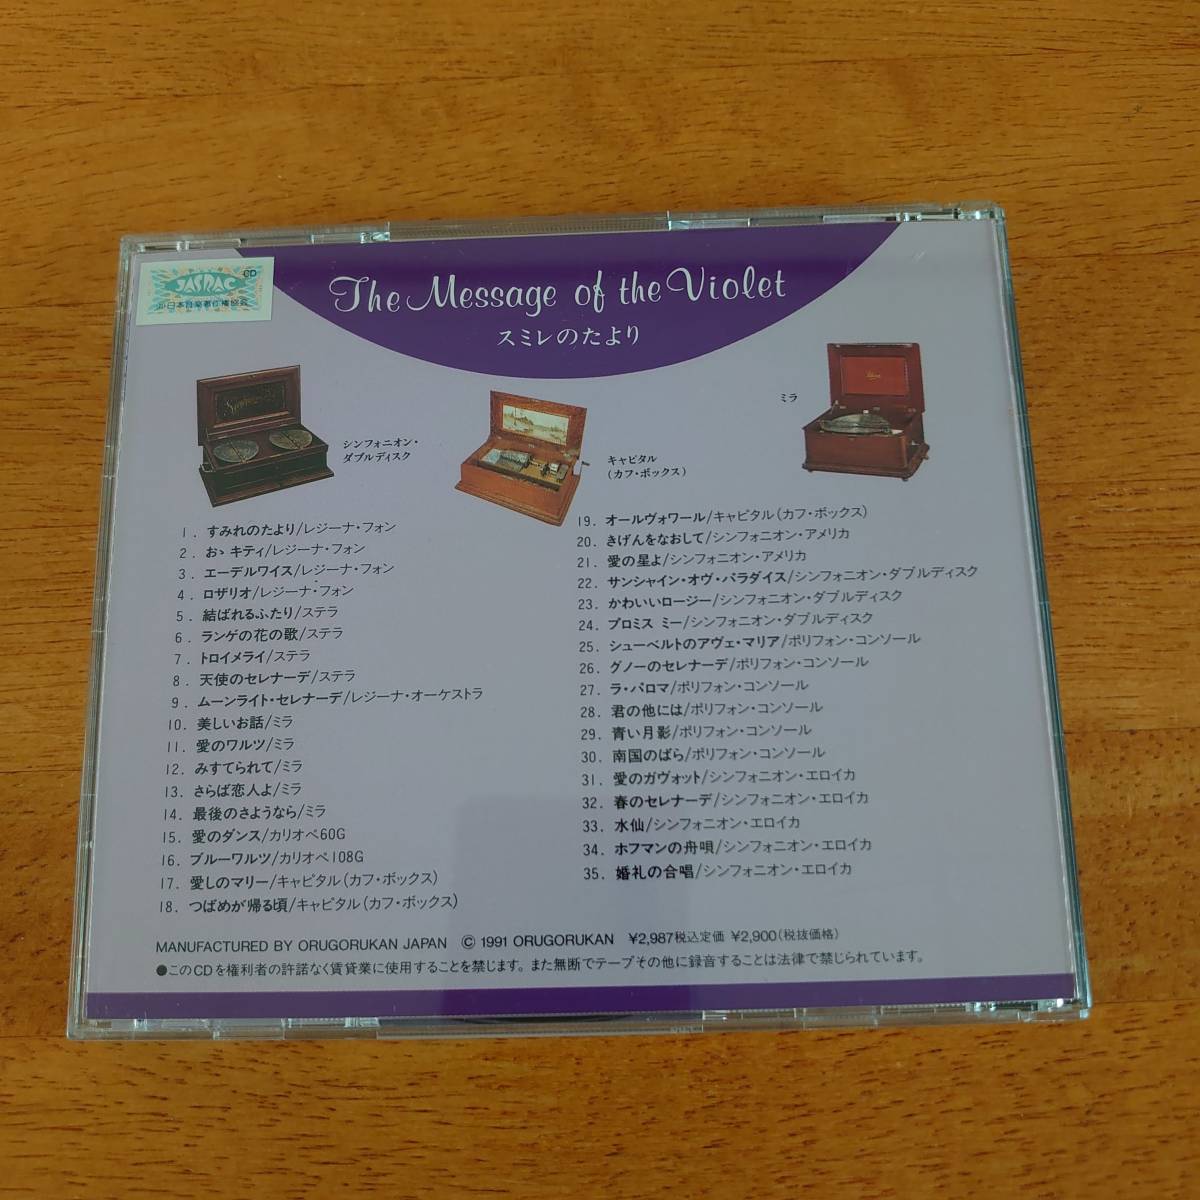 JASRAC
CD
日本音楽著作権協会
The Message of the Violet
スミレのたより
シンフォニオン・
ダブルディスク
キャピタル
(カフ・ボックス)
ミラ
1. すみれのたより/レジーナ・フォン
2. おゝキティ/レジーナ・フォン
3. エーデルワイス/レジーナ・フォン
4. ロザリオ/レジーナ・フォン
5. 結ばれるふたり/ステラ
6. ランゲの花の歌/ステラ
7. トロイメライ/ステラ
8. 天使のセレナーデ/ステラ
9. ムーンライト・セレナーデ/レジーナ・オーケストラ
10. 美しいお話/ミラ
11. 愛のワルツ/ミラ
12. みすてられて/ミラ
13. さらば恋人よ/ミラ
14. 最後のさようなら/ミラ
15. 愛のダンス/カリオペ60G
16. ブルーワルツ/カリオペ108G
17. 愛しのマリー/キャピタル(カフ・ボックス)
18. つばめが帰る頃/キャピタル(カフ・ボックス)
19. オールヴォワール/キャピタル(カフ・ボックス)
20. きげんをなおして/シンフォニオン・アメリカ
21. 愛の星よ/シンフォニオン・アメリカ
22. サンシャイン・オヴ・パラダイス/シンフォニオン・ダブルディスク
23. かわいいロージー/シンフォニオン・ダブルディスク
24. プロミス ミー/シンフォニオン・ダブルディスク
25. シューベルトのアヴェ・マリア/ポリフォン・コンソール
26. グノーのセレナーデ/ポリフォン・コンソール
27. ラ・パロマ/ポリフォン・コンソール
28. 君の他には/ポリフォン・コンソール
29. 青い月影/ポリフォン・コンソール
30. 南国のばら/ポリフォン・コンソール
31. 愛のガヴォット/シンフォニオン・エロイカ
32. 春のセレナーデ/シンフォニオン・エロイカ
33. 水仙/シンフォニオン・エロイカ
34. ホフマンの舟唄/シンフォニオン・エロイカ
35. 婚礼の合唱/シンフォニオン・エロイカ
MANUFACTURED BY ORUGORUKAN JAPAN © 1991 ORUGORUKAN ¥2,987税込定価 ¥2,900(税抜価格)
●このCDを権利者の許諾なく賃貸業に使用することを禁じます。また無断でテープその他に録音することは法律で禁じられています。